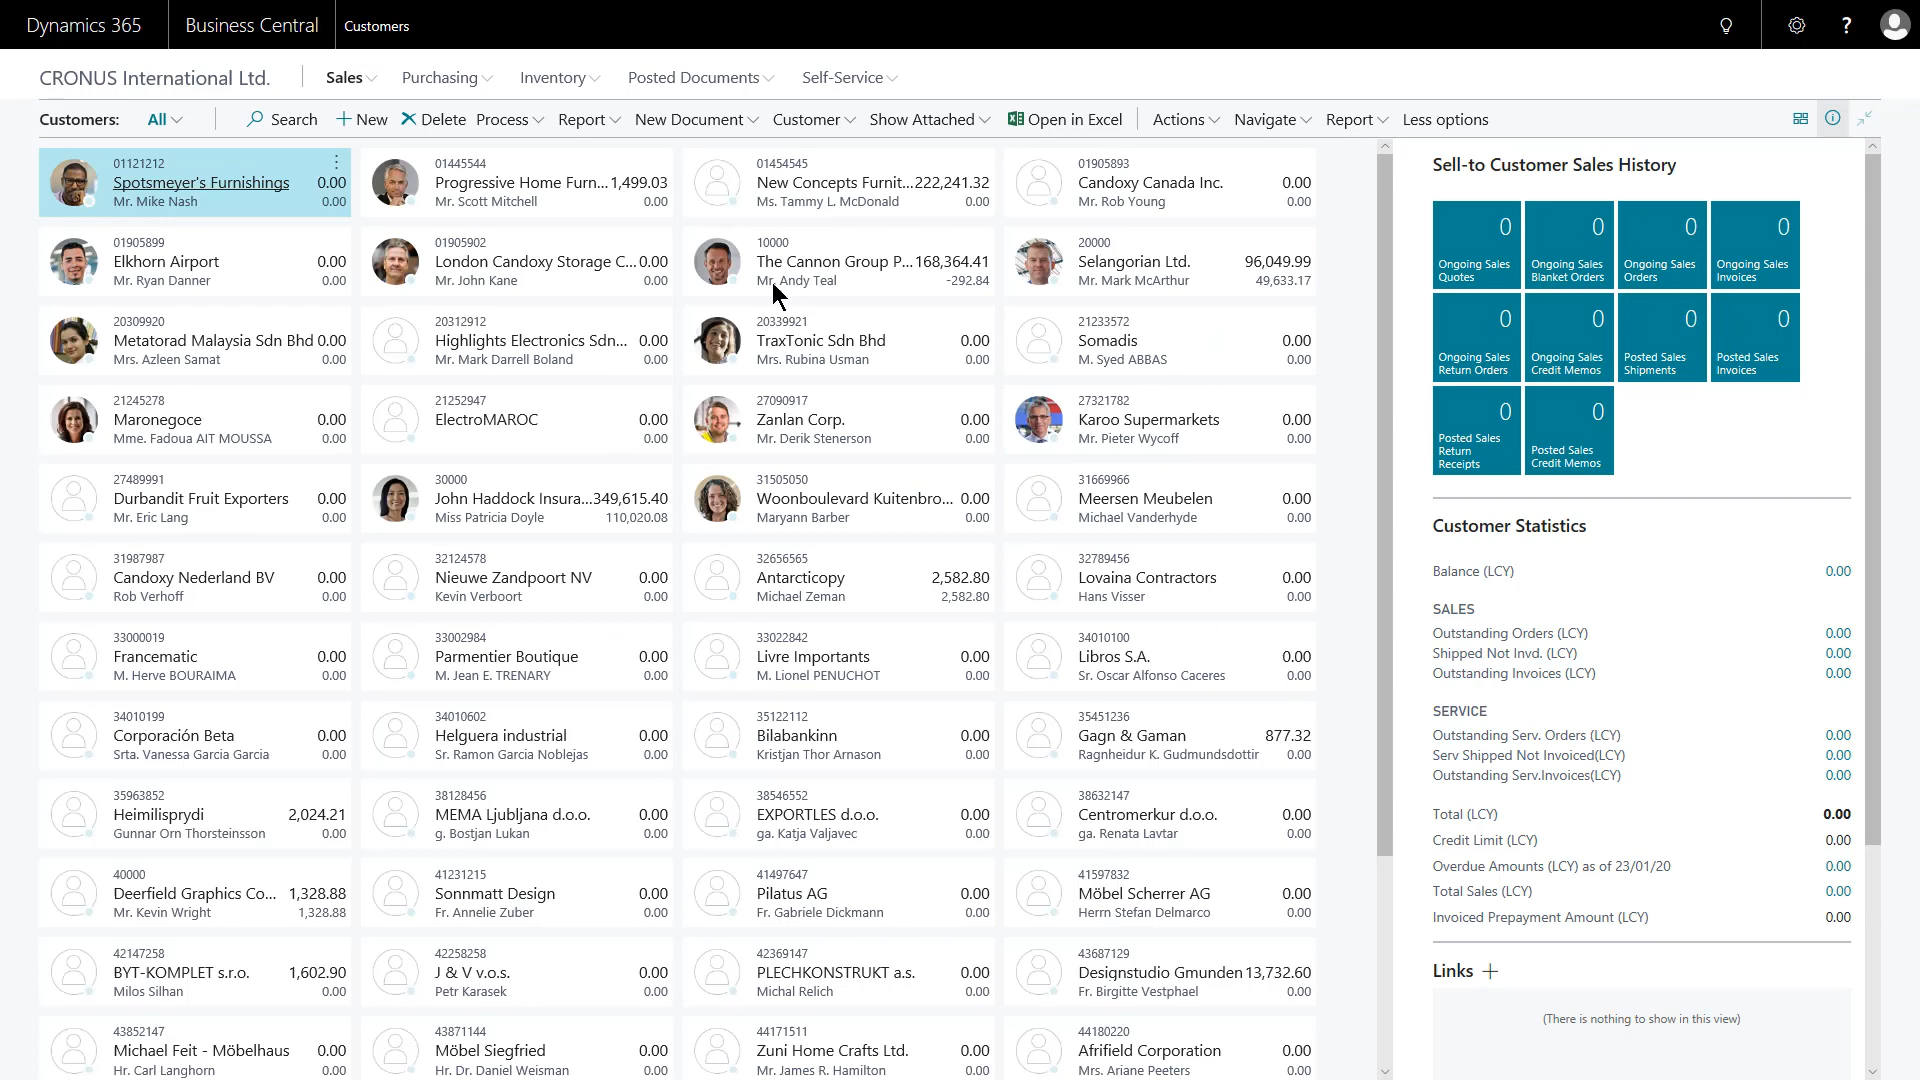 Dynamics 365 Business Central Customers ?
CRONUS International Ltd. Sales Purchasing Inventory Posted Documents Self-Service
Customers: All Search New Delete Process Report New Document Customer Show Attached Open in Excel Actions Navigate Report Less options
01121212
Spotsmeyer's Furnishings 0.00
Mr. Mike Nash 0.00
01445544
Progressive Home Furn... 1,499.03
Mr. Scott Mitchell 0.00
01454545
New Concepts Furnit... 222,241.32
Ms. Tammy L. McDonald 0.00
01905893
Candoxy Canada Inc. 0.00
Mr. Rob Young 0.00
01905899
Elkhorn Airport 0.00
Mr. Ryan Danner 0.00
01905902
London Candoxy Storage C... 0.00
Mr. John Kane 0.00
10000
The Cannon Group P... 168,364.41
Mr. Andy Teal -292.84
20000
Selangorian Ltd. 96,049.99
Mr. Mark McArthur 49,633.17
20309920
Metatorad Malaysia Sdn Bhd 0.00
Mrs. Azleen Samat 0.00
20312912
Highlights Electronics Sdn... 0.00
Mr. Mark Darrell Boland 0.00
20339921
TraxTonic Sdn Bhd 0.00
Mrs. Rubina Usman 0.00
21233572
Somadis 0.00
M. Syed ABBAS 0.00
21245278
Maronegoce 0.00
Mme. Fadoua AIT MOUSSA 0.00
21252947
ElectroMAROC 0.00
0.00
27090917
Zanlan Corp. 0.00
Mr. Derik Stenerson 0.00
27321782
Karoo Supermarkets 0.00
Mr. Pieter Wycoff 0.00
27489991
Durbandit Fruit Exporters 0.00
Mr. Eric Lang 0.00
30000
John Haddock Insura... 349,615.40
Miss Patricia Doyle 110,020.08
31505050
Woonboulevard Kuitenbro... 0.00
Maryann Barber 0.00
31669966
Meersen Meubelen 0.00
Michael Vanderhyde 0.00
31987987
Candoxy Nederland BV 0.00
Rob Verhoff 0.00
32124578
Nieuwe Zandpoort NV 0.00
Kevin Verboort 0.00
32656565
Antarcticopy 2,582.80
Michael Zeman 2,582.80
32789456
Lovaina Contractors 0.00
Hans Visser 0.00
33000019
Francematic 0.00
M. Herve BOURAIMA 0.00
33002984
Parmentier Boutique 0.00
M. Jean E. TRENARY 0.00
33022842
Livre Importants 0.00
M. Lionel PENUCHOT 0.00
34010100
Libros S.A. 0.00
Sr. Oscar Alfonso Caceres 0.00
34010199
Corporación Beta 0.00
Srta. Vanessa Garcia Garcia 0.00
34010602
Helguera industrial 0.00
Sr. Ramon Garcia Noblejas 0.00
35122112
Bilabankinn 0.00
Kristjan Thor Arnason 0.00
35451236
Gagn & Gaman 877.32
Ragnheidur K. Gudmundsdottir 0.00
35963852
Heimilisprydi 2,024.21
Gunnar Orn Thorsteinsson 0.00
38128456
MEMA Ljubljana d.o.o. 0.00
g. Bostjan Lukan 0.00
38546552
EXPORTLES d.o.o. 0.00
ga. Katja Valjavec 0.00
38632147
Centromerkur d.o.o. 0.00
ga. Renata Lavtar 0.00
40000
Deerfield Graphics Co... 1,328.88
Mr. Kevin Wright 1,328.88
41231215
Sonnmatt Design 0.00
Fr. Annelie Zuber 0.00
41497647
Pilatus AG 0.00
Fr. Gabriele Dickmann 0.00
41597832
Möbel Scherrer AG 0.00
Herrn Stefan Delmarco 0.00
42147258
BYT-KOMPLET s.r.o. 1,602.90
Milos Silhan 0.00
42258258
J & V v.o.s. 0.00
Petr Karasek 0.00
42369147
PLECHKONSTRUKT a.s. 0.00
Michal Relich 0.00
43687129
Designstudio Gmunden 13,732.60
Fr. Birgitte Vestphael 0.00
43852147
Michael Feit - Möbelhaus 0.00
Hr. Carl Langhorn 0.00
43871144
Möbel Siegfried 0.00
Hr. Dr. Daniel Weisman 0.00
44171511
Zuni Home Crafts Ltd. 0.00
Mr. James R. Hamilton 0.00
44180220
Afrifield Corporation 0.00
Mrs. Ariane Peeters 0.00
Sell-to Customer Sales History
0
Ongoing Sales
Quotes
0
Ongoing Sales
Blanket Orders
0
Ongoing Sales
Orders
0
Ongoing Sales
Invoices
0
Ongoing Sales
Return Orders
0
Ongoing Sales
Credit Memos
0
Posted Sales
Shipments
0
Posted Sales
Invoices
0
Posted Sales
Return
Receipts
0
Posted Sales
Credit Memos
Customer Statistics
Balance (LCY) 0.00
SALES
Outstanding Orders (LCY) 0.00
Shipped Not Invd. (LCY) 0.00
Outstanding Invoices (LCY) 0.00
SERVICE
Outstanding Serv. Orders (LCY) 0.00
Serv Shipped Not Invoiced(LCY) 0.00
Outstanding Serv.Invoices(LCY) 0.00
Total (LCY) 0.00
Credit Limit (LCY) 0.00
Overdue Amounts (LCY) as of 23/01/20 0.00
Total Sales (LCY) 0.00
Invoiced Prepayment Amount (LCY) 0.00
Links
(There is nothing to show in this view)